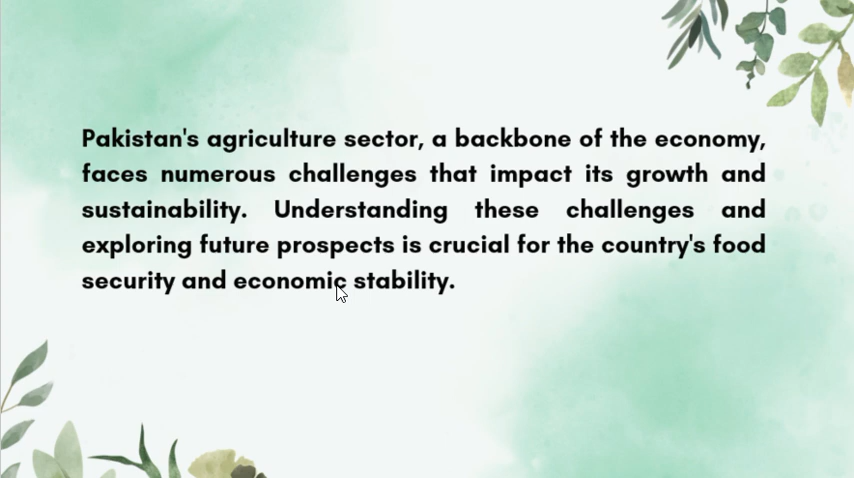 Pakistan's agriculture sector, a backbone of the economy,
faces numerous challenges that impact its growth and
sustainability. Understanding these challenges and
exploring future prospects is crucial for the country's food
security and economic stability.